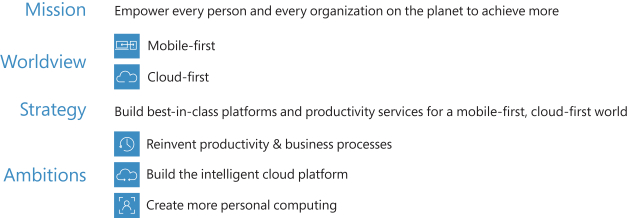 Mission
Empower every person and every organization on the planet to achieve more
Worldview
Mobile-first
Cloud-first
Strategy
Build best-in-class platforms and productivity services for a mobile-first, cloud-first world
Ambitions
Reinvent productivity & business processes
Build the intelligent cloud platform
Create more personal computing